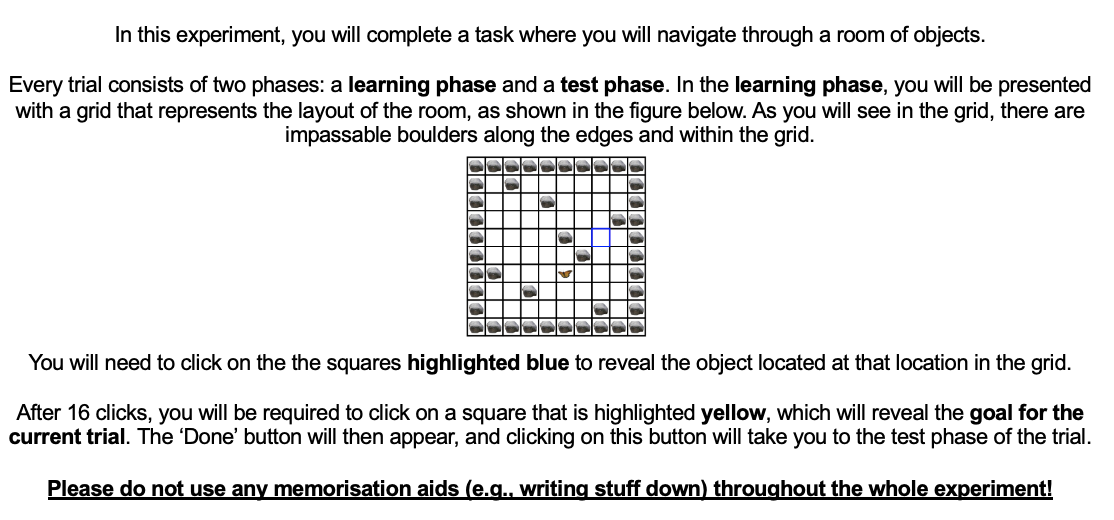 In this experiment, you will complete a task where you will navigate through a room of objects.
Every trial consists of two phases: a learning phase and a test phase. In the learning phase, you will be presented
with a grid that represents the layout of the room, as shown in the figure below. As you will see in the grid, there are
impassable boulders along the edges and within the grid.
You will need to click on the the squares highlighted blue to reveal the object located at that location in the grid.
After 16 clicks, you will be required to click on a square that is highlighted yellow, which will reveal the goal for the
current trial. The ‘Done’ button will then appear, and clicking on this button will take you to the test phase of the trial.
Please do not use any memorisation aids (e.g., writing stuff down) throughout the whole experiment!